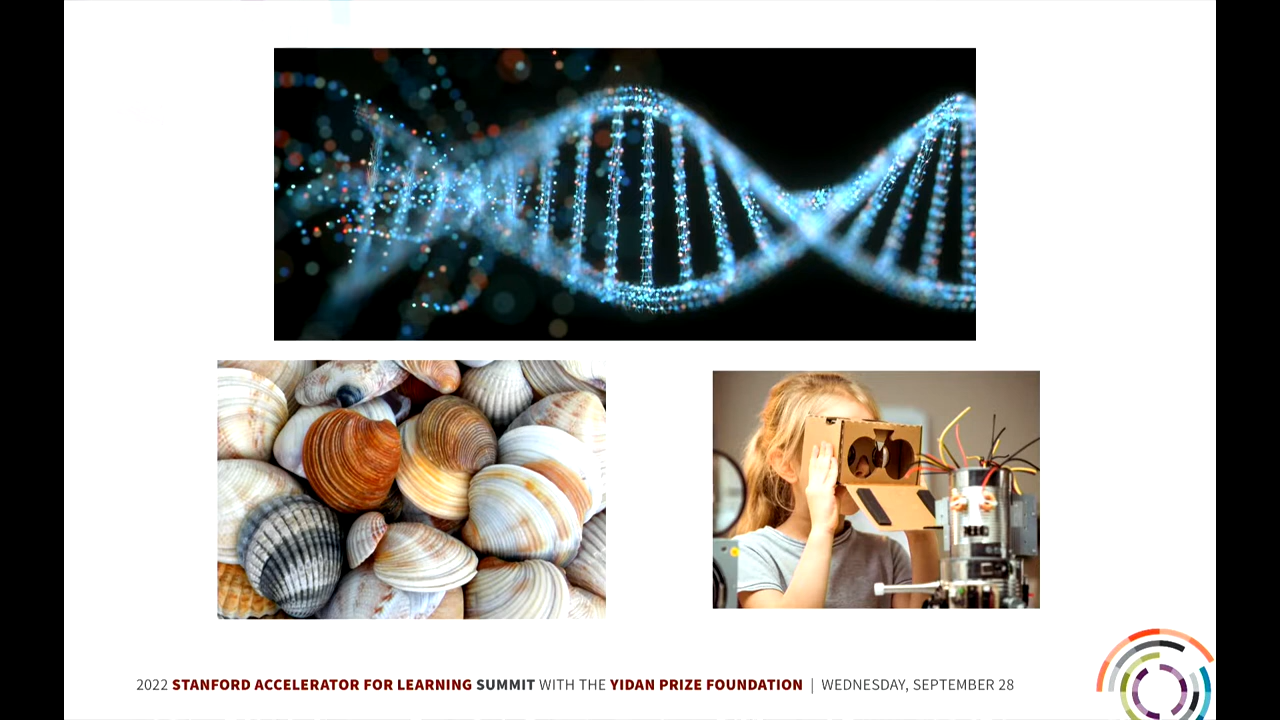 2022 STANFORD ACCELERATOR FOR LEARNING SUMMIT WITH THE YIDAN PRIZE FOUNDATION | WEDNESDAY, SEPTEMBER 28